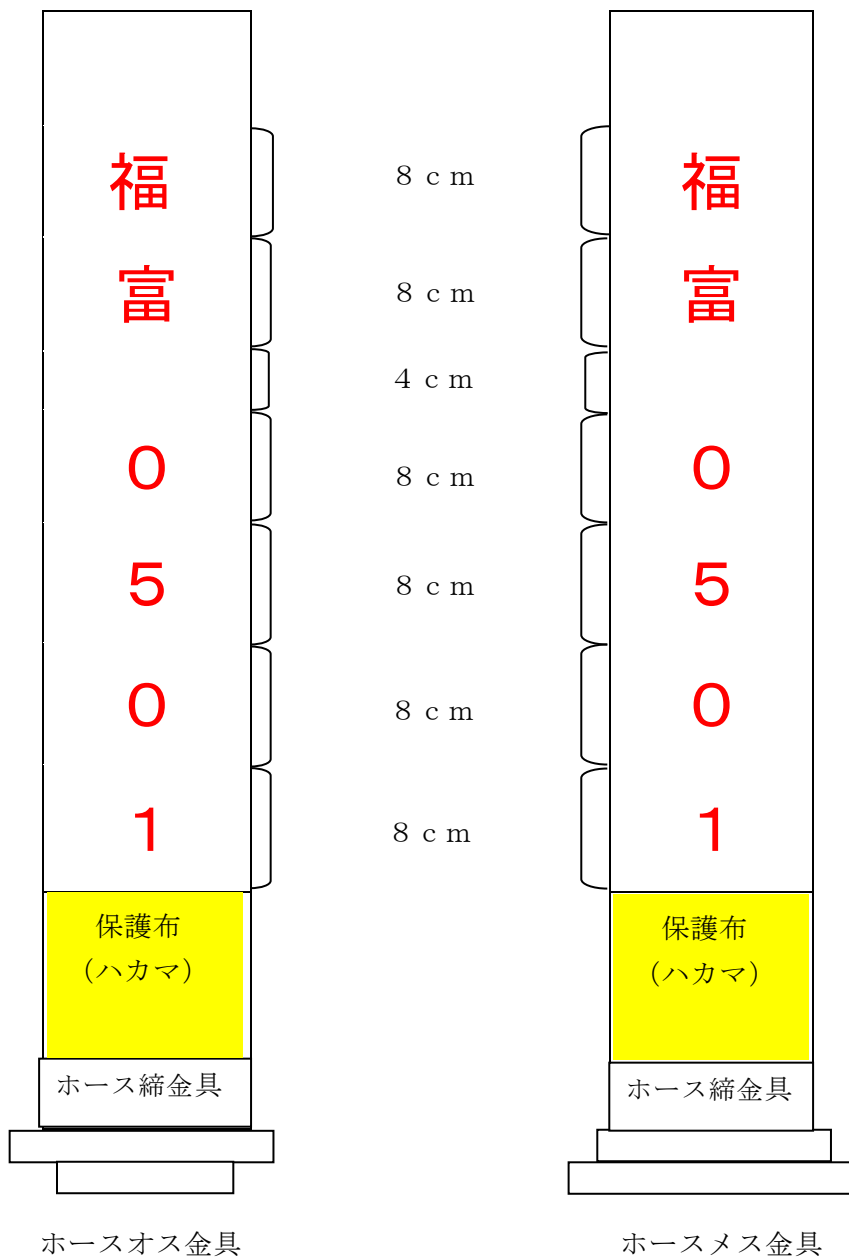 福
富
０
５
０
１
保護布
（ハカマ）
ホース締金具
ホースオス金具
８ｃｍ
８ｃｍ
４ｃｍ
８ｃｍ
８ｃｍ
８ｃｍ
８ｃｍ
福
富
０
５
０
１
保護布
（ハカマ）
ホース締金具
ホースメス金具